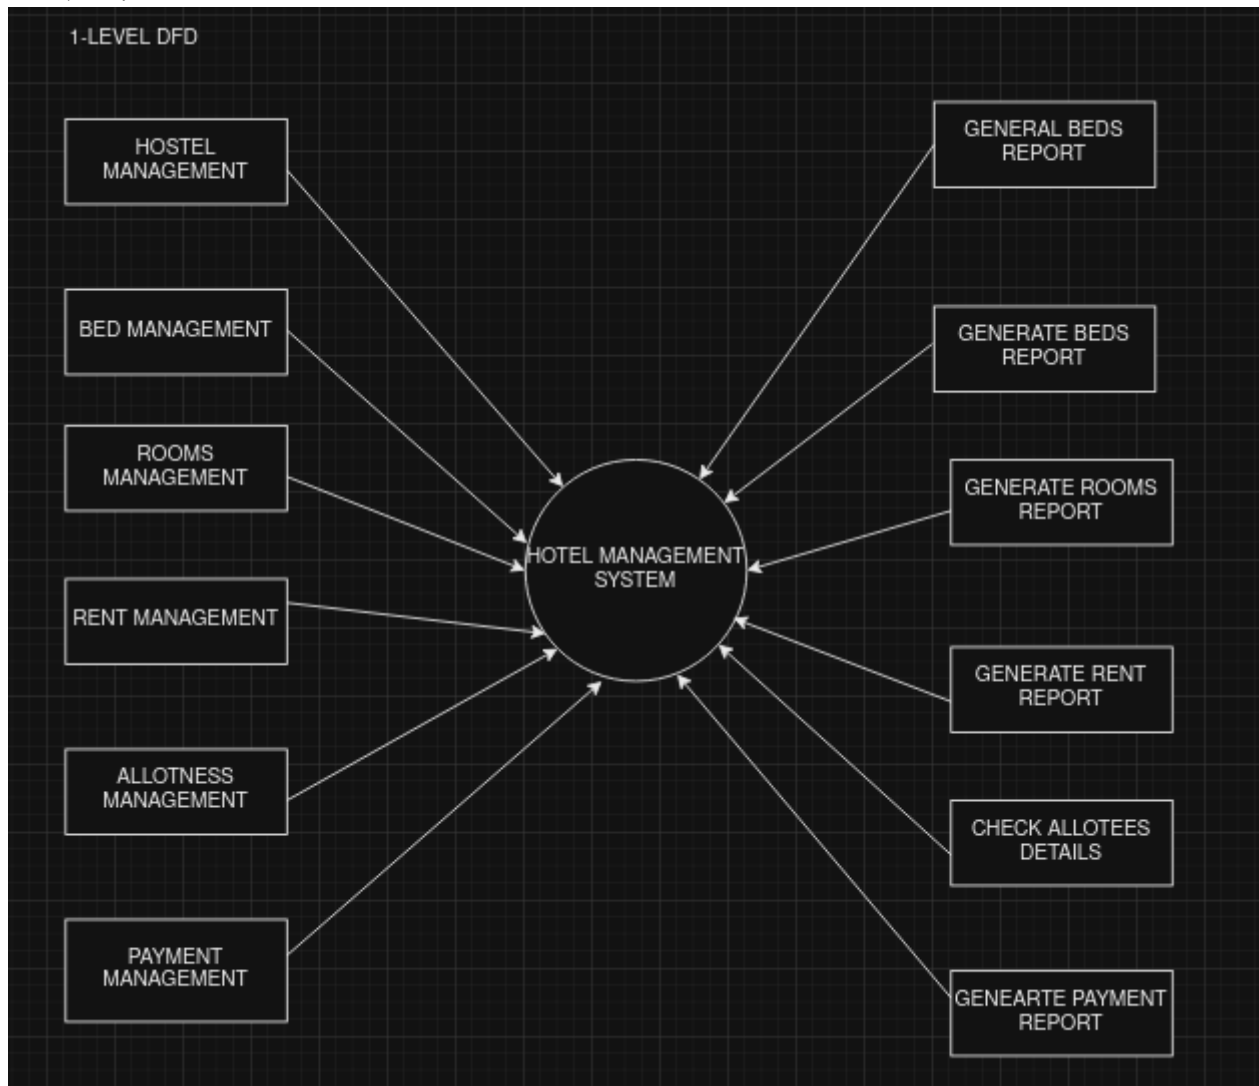 1-LEVEL DFD
HOSTEL
MANAGEMENT
BED MANAGEMENT
ROOMS
MANAGEMENT
RENT MANAGEMENT
ALLOTNESS
MANAGEMENT
PAYMENT
MANAGEMENT
HOTEL MANAGEMENT
SYSTEM
GENERAL BEDS
REPORT
GENERATE BEDS
REPORT
GENERATE ROOMS
REPORT
GENERATE RENT
REPORT
CHECK ALLOTEES
DETAILS
GENEARTE PAYMENT
REPORT